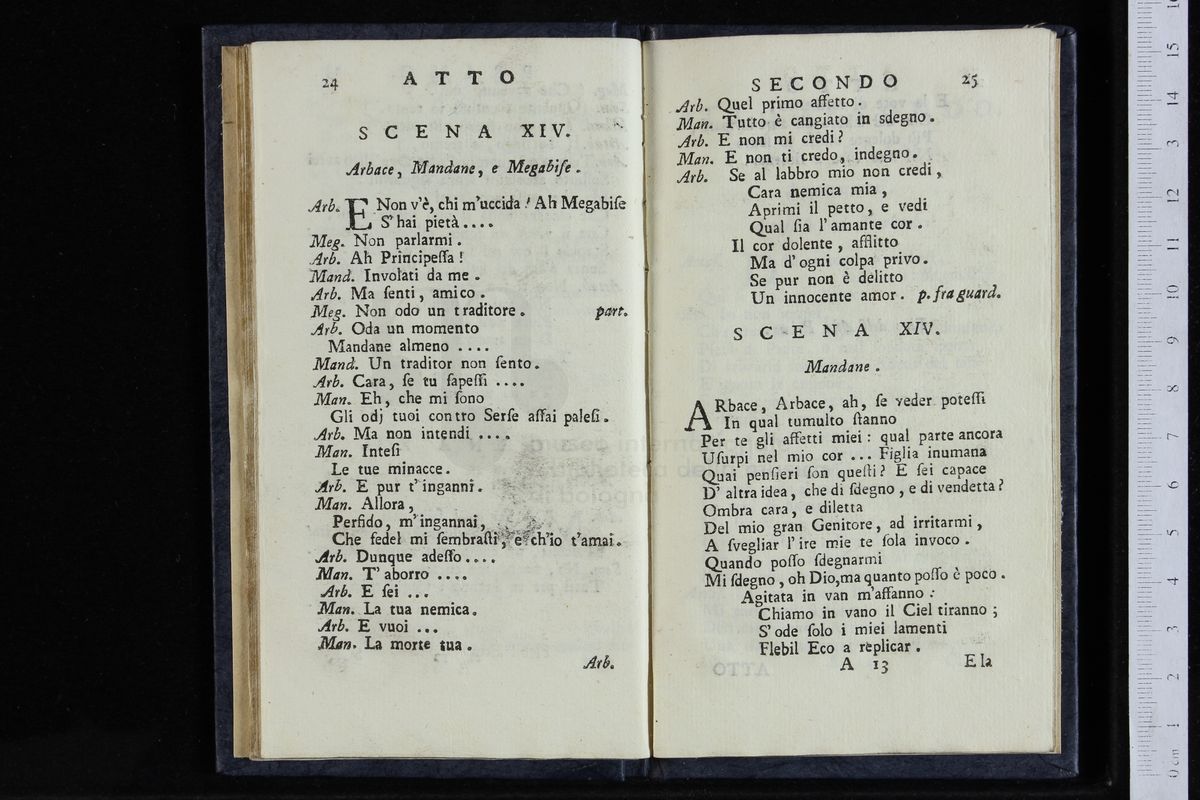 24 ATTO
SCENA XIV.
Arbace, Mandane, e Megabiſe.
Arb. E Non v'è, chi m'uccida! Ah Megabiſe
S'hai pietà....
Meg. Non parlarmi.
Arb. Ah Principeſſa!
Mand. Involati da me.
Arb. Ma ſenti, amico.
Meg. Non odo un traditore. part.
Arb. Oda un momento
Mandane almeno ....
Mand. Un traditor non ſento.
Arb. Cara, ſe tu ſapeſſi ....
Man. Eh, che mi ſono
Gli odj tuoi contro Serſe aſſai paleſi.
Arb. Ma non intendi ....
Man. Inteſi
Le tue minacce.
Arb. E pur t'inganni.
Man. Allora,
Perfido, m'ingannai,
Che fedel mi ſembraſti, e ch'io t'amai.
Arb. Dunque adeſſo....
Man. T'aborro ....
Arb. E ſei ...
Man. La tua nemica.
Arb. E vuoi ...
Man. La morte tua.
Arb.
SECONDO 25
Arb. Quel primo affetto.
Man. Tutto è cangiato in sdegno.
Arb. E non mi credi?
Man. E non ti credo, indegno.
Arb. Se al labbro mio non credi,
Cara nemica mia,
Aprimi il petto, e vedi
Qual ſia l'amante cor.
Il cor dolente, afflitto
Ma d'ogni colpa privo.
Se pur non è delitto
Un innocente amor. p. fra guard.
SCENA XIV.
Mandane.
ARbace, Arbace, ah, ſe veder poteſſi
In qual tumulto ſtanno
Per te gli affetti miei: qual parte ancora
Uſurpi nel mio cor ... Figlia inumana
Quai penſieri ſon queſti? E ſei capace
D'altra idea, che di ſdegno, e di vendetta?
Ombra cara, e diletta
Del mio gran Genitore, ad irritarmi,
A ſvegliar l'ire mie te ſola invoco.
Quando poſſo ſdegnarmi
Mi ſdegno, oh Dio, ma quanto poſſo è poco.
Agitata in van m'affanno:
Chiamo in vano il Ciel tiranno;
S'ode ſolo i miei lamenti
Flebil Eco a replicar.
A 13 E la